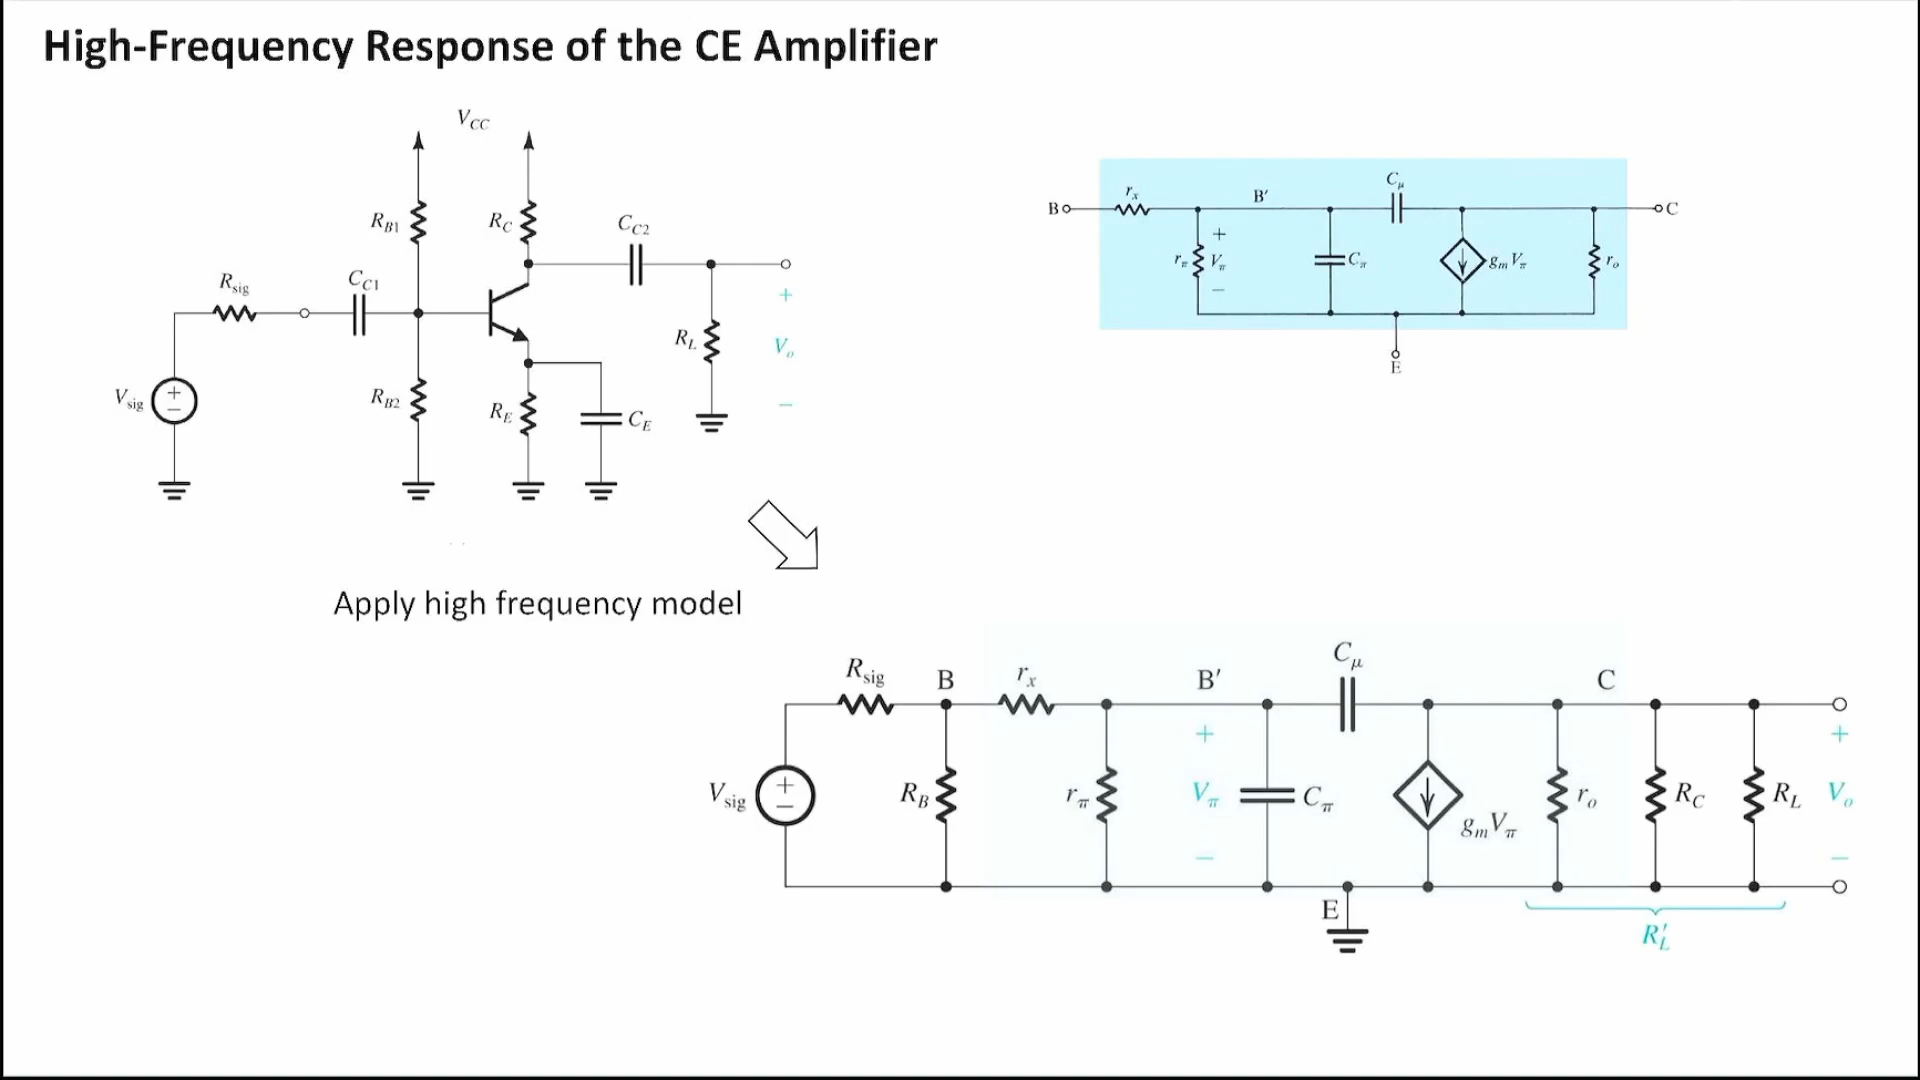 High-Frequency Response of the CE Amplifier
V_CC
R_B1
R_C
C_C2
R_sig
C_C1
+
R_L
V_o
V_sig
+
−
R_B2
R_E
C_E
−
C_μ
r_x
B′
B
C
+
r_π
V_π
C_π
g_m V_π
r_o
−
E
Apply high frequency model
C_μ
R_sig
B
r_x
B′
C
+
+
V_sig
+
−
R_B
r_π
V_π
C_π
g_m V_π
r_o
R_C
R_L
V_o
−
−
E
R′_L